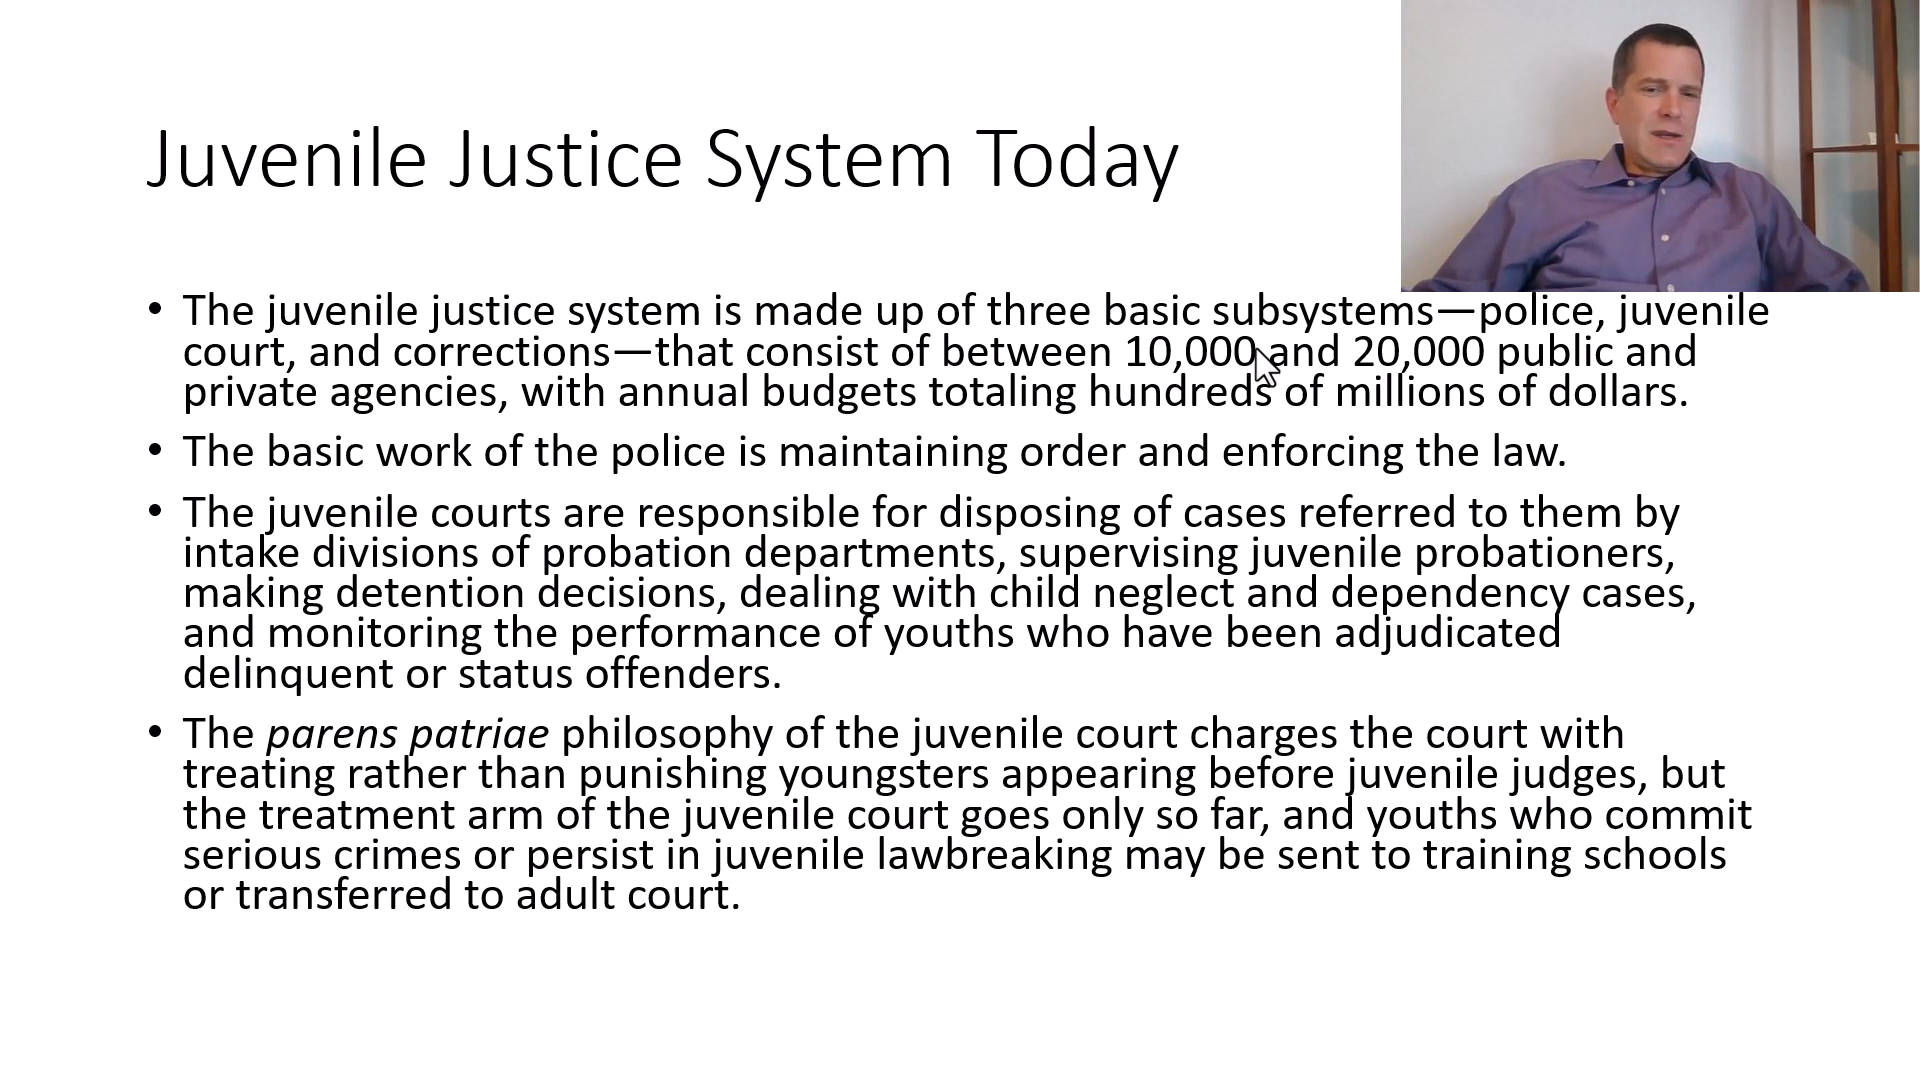 Juvenile Justice System Today
• The juvenile justice system is made up of three basic subsystems—police, juvenile
court, and corrections—that consist of between 10,000 and 20,000 public and
private agencies, with annual budgets totaling hundreds of millions of dollars.
• The basic work of the police is maintaining order and enforcing the law.
• The juvenile courts are responsible for disposing of cases referred to them by
intake divisions of probation departments, supervising juvenile probationers,
making detention decisions, dealing with child neglect and dependency cases,
and monitoring the performance of youths who have been adjudicated
delinquent or status offenders.
• The parens patriae philosophy of the juvenile court charges the court with
treating rather than punishing youngsters appearing before juvenile judges, but
the treatment arm of the juvenile court goes only so far, and youths who commit
serious crimes or persist in juvenile lawbreaking may be sent to training schools
or transferred to adult court.